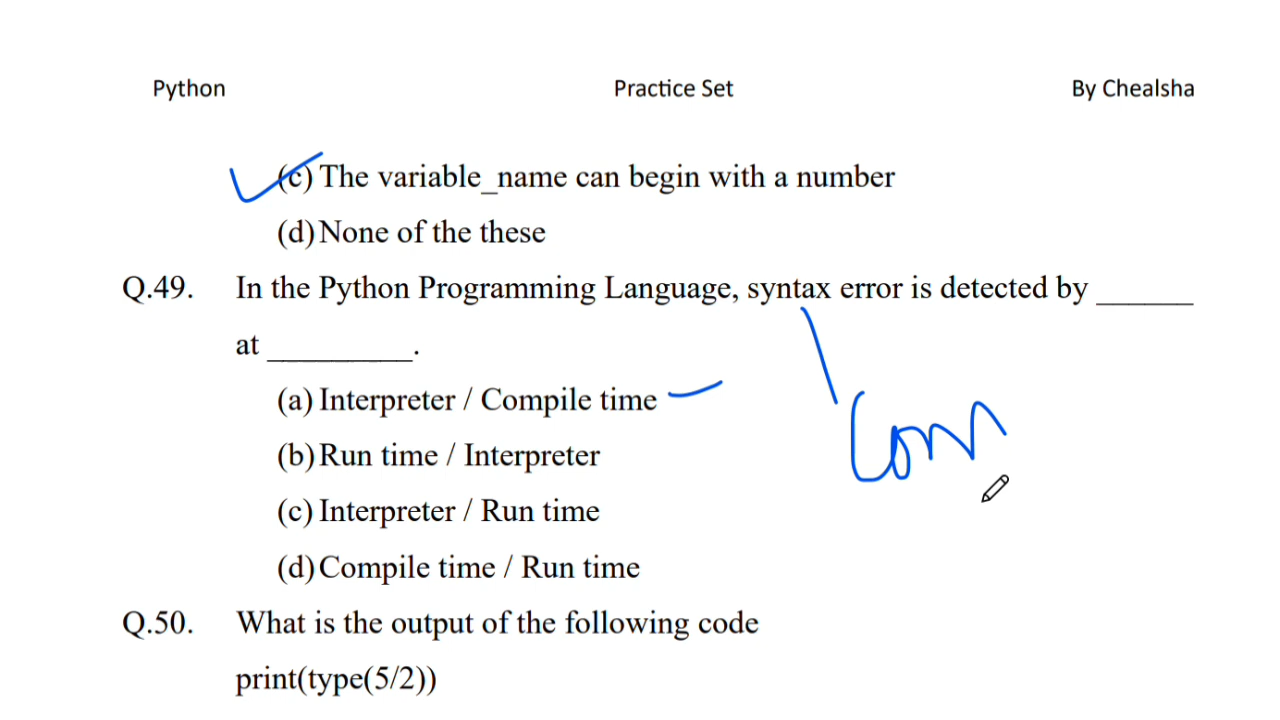 Python Practice Set By Chealsha
(c) The variable_name can begin with a number
(d) None of the these
Q.49. In the Python Programming Language, syntax error is detected by ______
at _________.
(a) Interpreter / Compile time
(b) Run time / Interpreter
(c) Interpreter / Run time
(d) Compile time / Run time
Com
Q.50. What is the output of the following code
print(type(5/2))